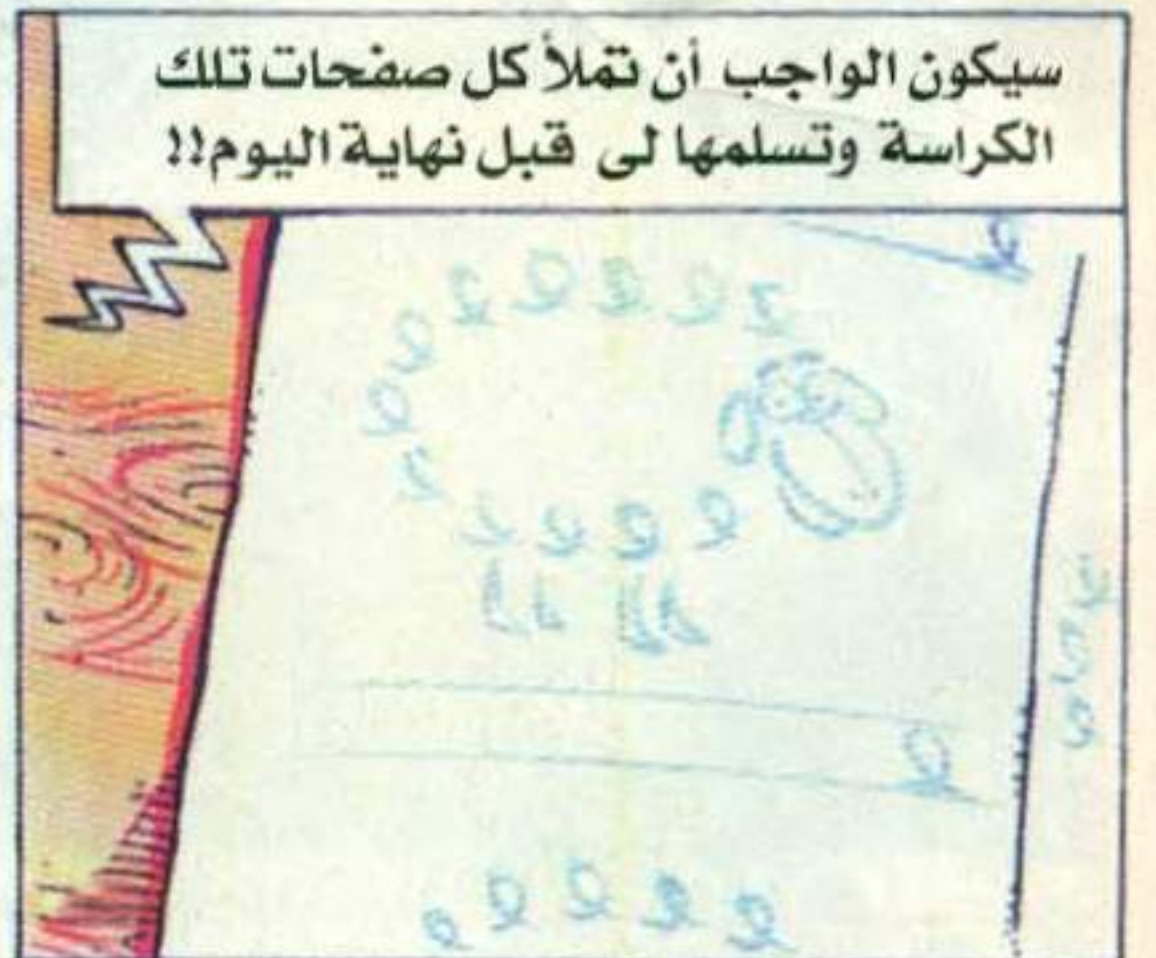 سيكون الواجب أن تملأ كل صفحات تلك
الكراسة وتسلمها لى قبل نهاية اليوم!!